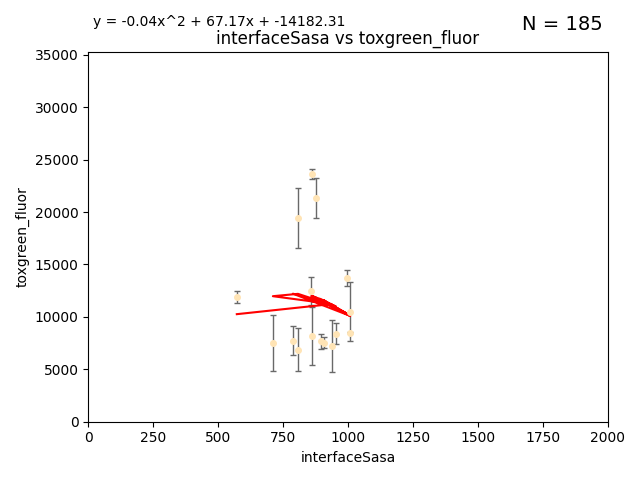 y = -0.04x^2 + 67.17x + -14182.31
N = 185
interfaceSasa vs toxgreen_fluor
35000
30000
25000
20000
15000
10000
5000
0
toxgreen_fluor
0 250 500 750 1000 1250 1500 1750 2000
interfaceSasa